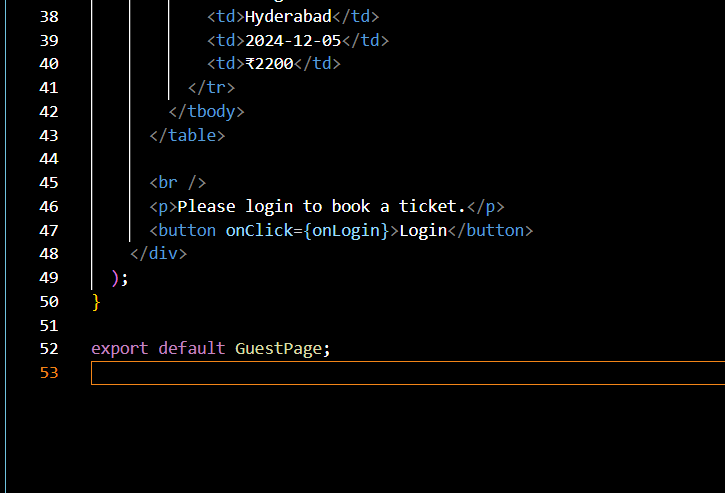 38 <td>Hyderabad</td>
39 <td>2024-12-05</td>
40 <td>₹2200</td>
41 </tr>
42 </tbody>
43 </table>
44
45 <br />
46 <p>Please login to book a ticket.</p>
47 <button onClick={onLogin}>Login</button>
48 </div>
49 );
50 }
51
52 export default GuestPage;
53